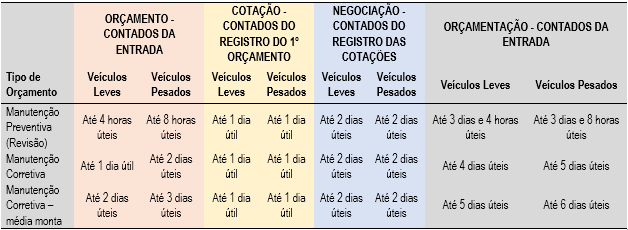 ORÇAMENTO - CONTADOS DA ENTRADA
COTAÇÃO - CONTADOS DO REGISTRO DO 1º ORÇAMENTO
NEGOCIAÇÃO - CONTADOS DO REGISTRO DAS COTAÇÕES
ORÇAMENTAÇÃO - CONTADOS DA ENTRADA
Tipo de Orçamento
Veículos Leves
Veículos Pesados
Veículos Leves
Veículos Pesados
Veículos Leves
Veículos Pesados
Veículos Leves
Veículos Pesados
Manutenção Preventiva (Revisão)
Até 4 horas úteis
Até 8 horas úteis
Até 1 dia útil
Até 1 dia útil
Até 2 dias úteis
Até 2 dias úteis
Até 3 dias e 4 horas úteis
Até 3 dias e 8 horas úteis
Manutenção Corretiva
Até 1 dia útil
Até 2 dias úteis
Até 1 dia útil
Até 1 dia útil
Até 2 dias úteis
Até 2 dias úteis
Até 4 dias úteis
Até 5 dias úteis
Manutenção Corretiva – média monta
Até 2 dias úteis
Até 3 dias úteis
Até 1 dia útil
Até 1 dia útil
Até 2 dias úteis
Até 2 dias úteis
Até 5 dias úteis
Até 6 dias úteis